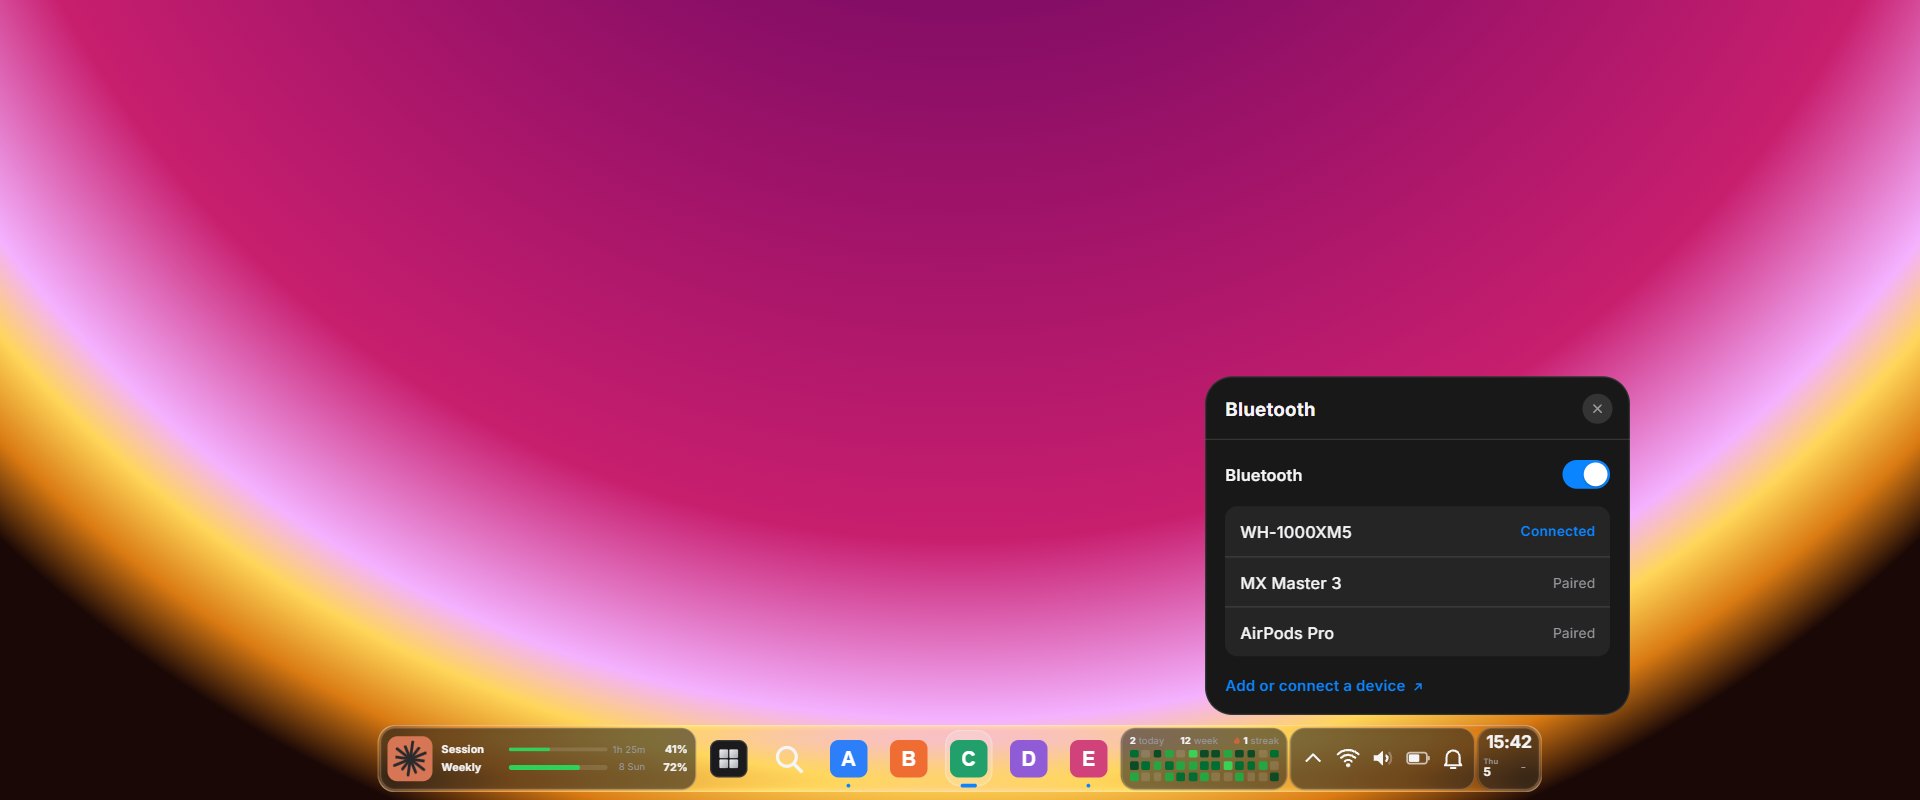 Bluetooth
Bluetooth
WH-1000XM5 Connected
MX Master 3 Paired
AirPods Pro Paired
Add or connect a device
Session 1h 25m 41%
Weekly 8 Sun 72%
A B C D E
2 today 12 week 1 streak
15:42
Thu
5